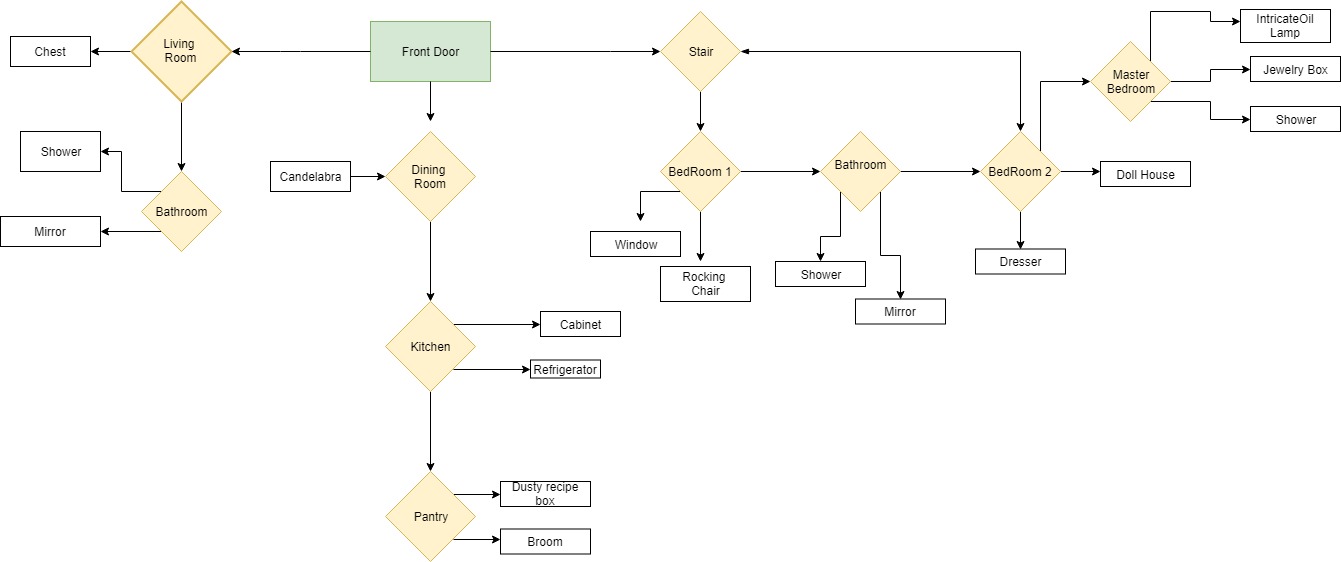 Living
Room
Chest
Front Door
Stair
IntricateOil
Lamp
Master
Bedroom
Jewelry Box
Shower
Shower
Bathroom
Mirror
Candelabra
Dining
Room
BedRoom 1
Bathroom
BedRoom 2
Doll House
Window
Rocking
Chair
Shower
Mirror
Dresser
Kitchen
Cabinet
Refrigerator
Pantry
Dusty recipe
box
Broom